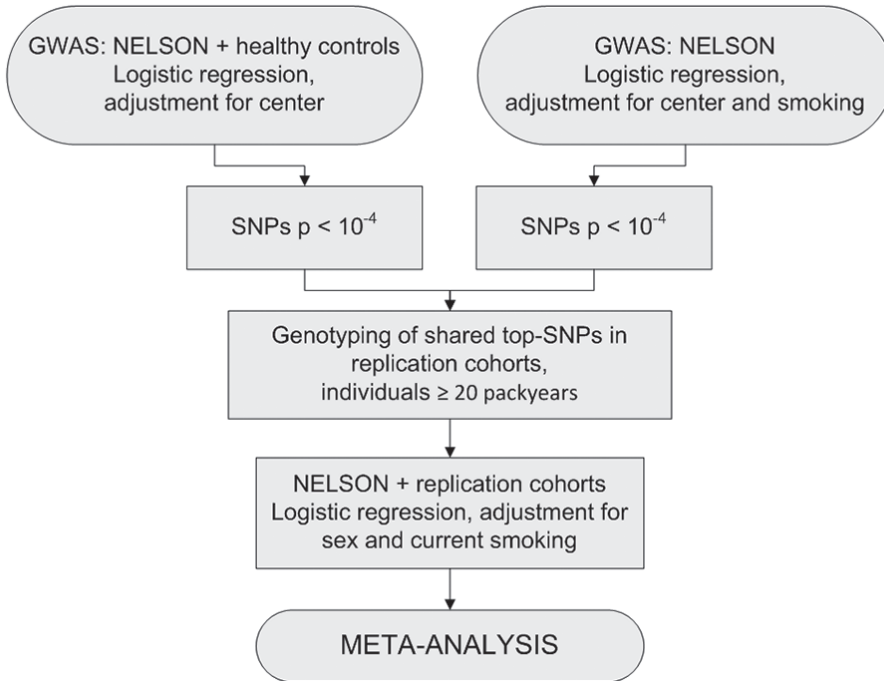 GWAS: NELSON + healthy controls
Logistic regression,
adjustment for center
GWAS: NELSON
Logistic regression,
adjustment for center and smoking
SNPs p < 10⁻⁴
SNPs p < 10⁻⁴
Genotyping of shared top-SNPs in
replication cohorts,
individuals ≥ 20 packyears
NELSON + replication cohorts
Logistic regression, adjustment for
sex and current smoking
META-ANALYSIS